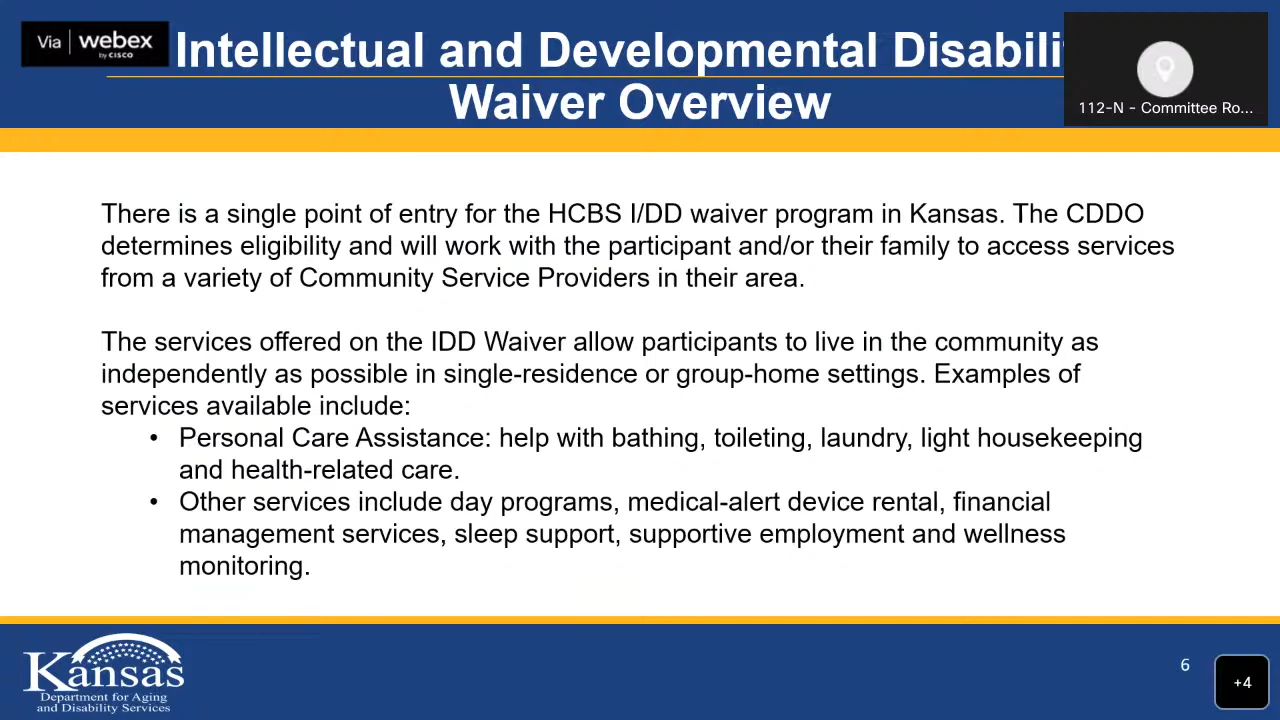 Via webex
by CISCO
Intellectual and Developmental Disabili
Waiver Overview
112-N - Committee Ro...
There is a single point of entry for the HCBS I/DD waiver program in Kansas. The CDDO
determines eligibility and will work with the participant and/or their family to access services
from a variety of Community Service Providers in their area.
The services offered on the IDD Waiver allow participants to live in the community as
independently as possible in single-residence or group-home settings. Examples of
services available include:
• Personal Care Assistance: help with bathing, toileting, laundry, light housekeeping
and health-related care.
• Other services include day programs, medical-alert device rental, financial
management services, sleep support, supportive employment and wellness
monitoring.
Kansas
Department for Aging
and Disability Services
6
+4